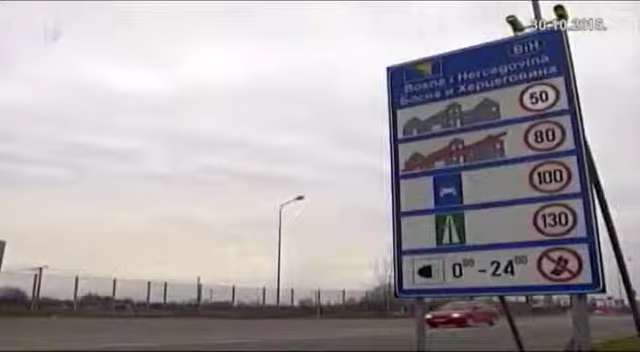 30.10.2015.
BiH
Bosna i Hercegovina
Босна и Херцеговина
50
80
100
130
0⁰⁰ - 24⁰⁰